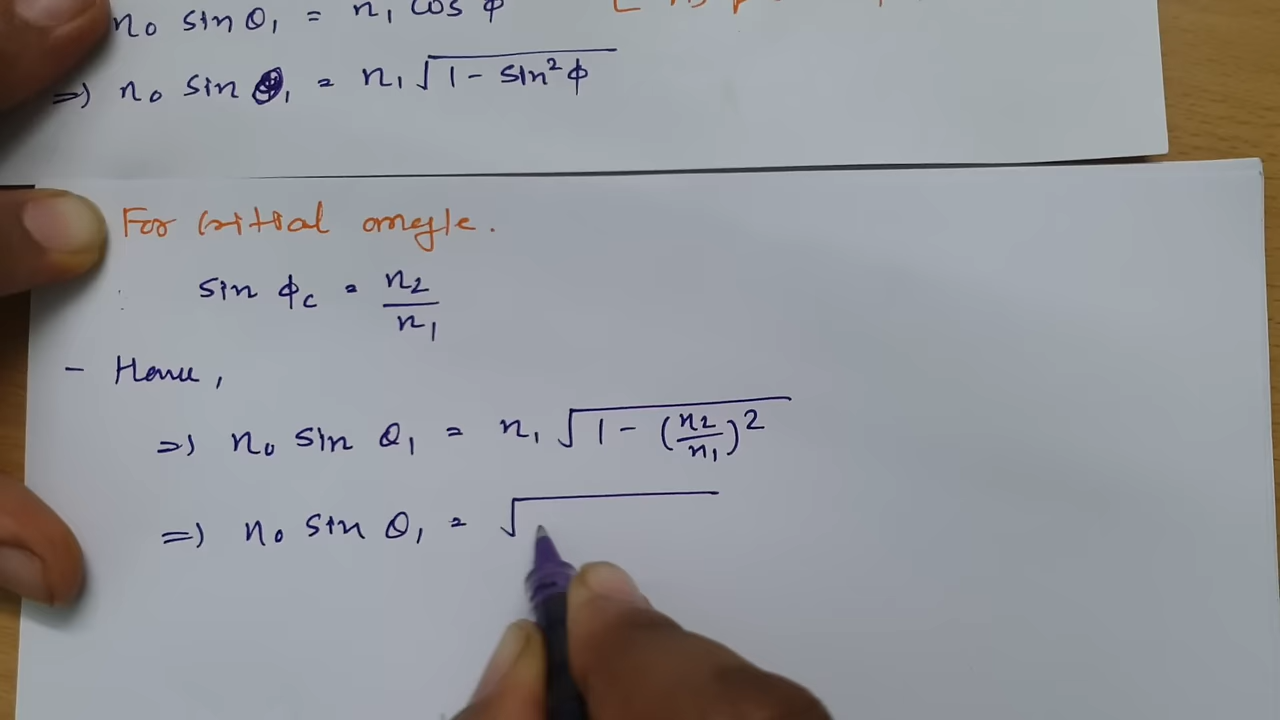 n₀ sin θ₁ = n₁ cos φ [
⇒ n₀ sin θ₁ = n₁ √(1 - sin²φ)
For Critial angle.
sin φc = n₂/n₁
- Hence,
⇒ n₀ sin θ₁ = n₁ √(1 - (n₂/n₁)²)
⇒ n₀ sin θ₁ = √